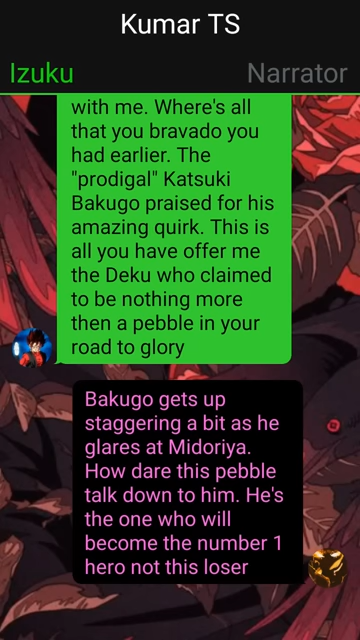 Kumar TS
Izuku Narrator
with me. Where's all
that you bravado you
had earlier. The
"prodigal" Katsuki
Bakugo praised for his
amazing quirk. This is
all you have offer me
the Deku who claimed
to be nothing more
then a pebble in your
road to glory
Bakugo gets up
staggering a bit as he
glares at Midoriya.
How dare this pebble
talk down to him. He's
the one who will
become the number 1
hero not this loser